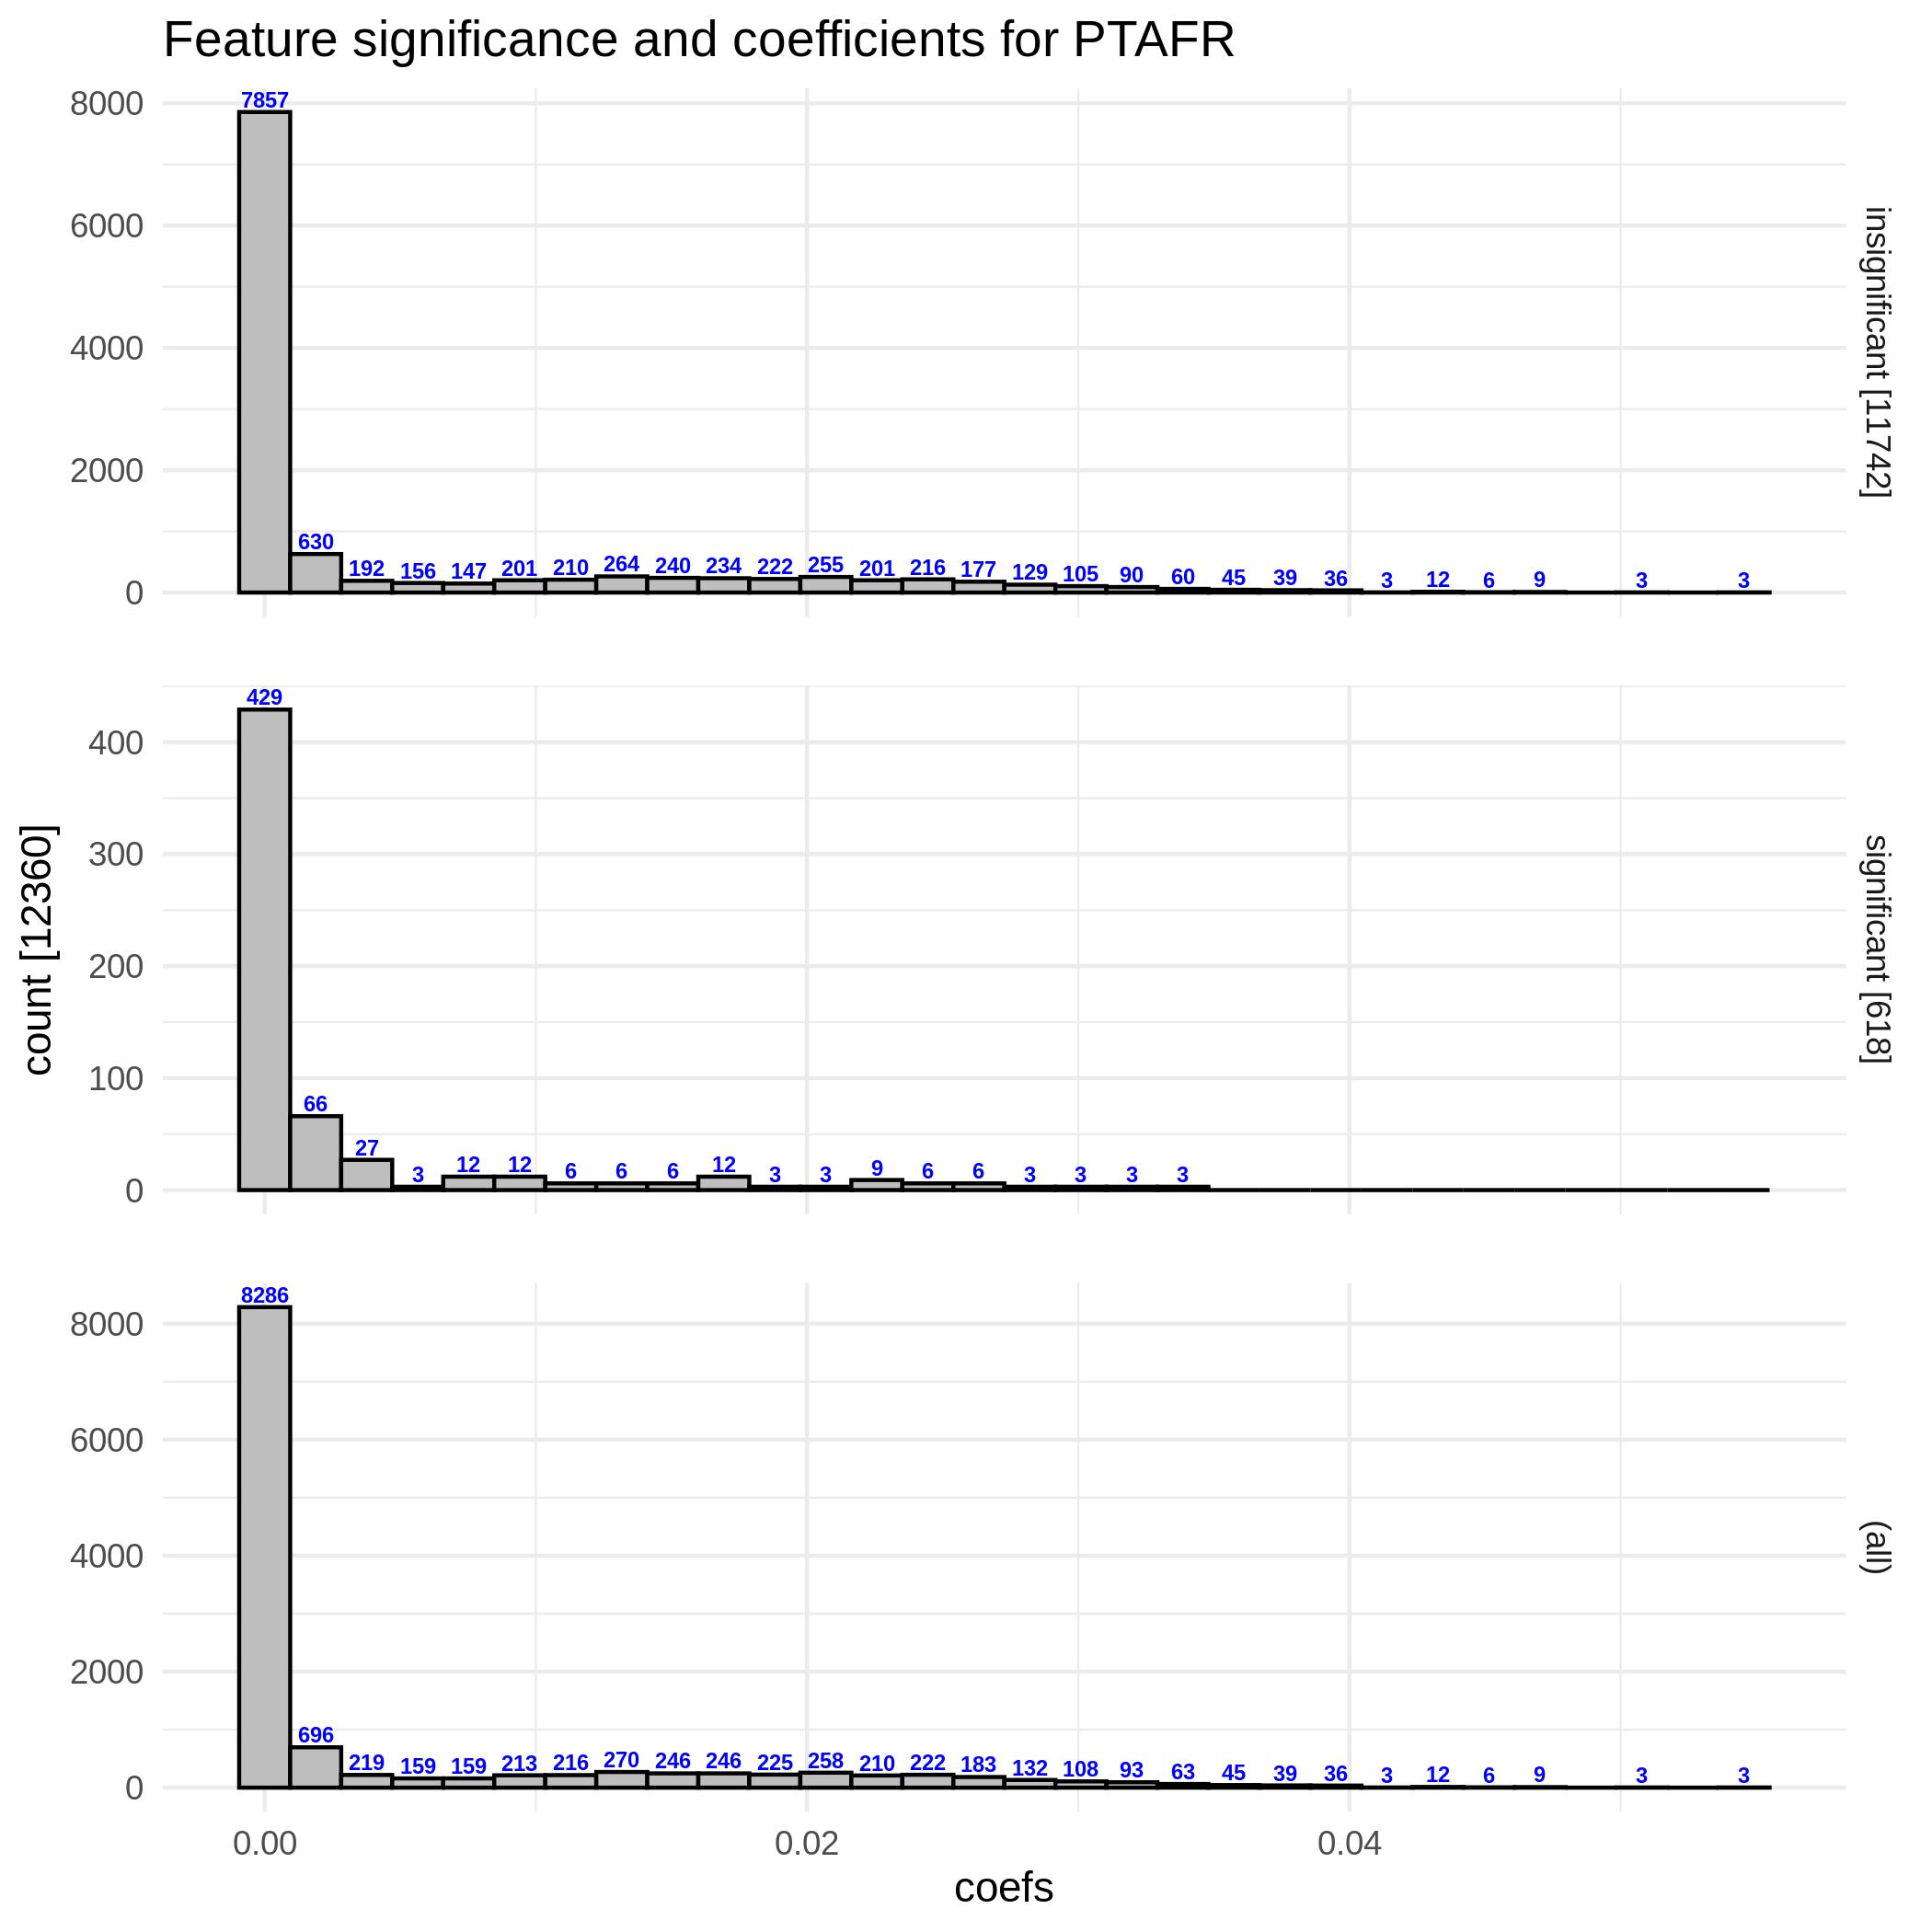 Feature significance and coefficients for PTAFR
8000
6000
4000
2000
0
7857
630
192 156 147 201 210 264 240 234 222 255 201 216 177 129 105 90 60 45 39 36 3 12 6 9 3 3
insignificant [11742]
count [12360]
400
300
200
100
0
429
66
27
3 12 12 6 6 6 12 3 3 9 6 6 3 3 3 3
significant [618]
8000
6000
4000
2000
0
8286
696
219 159 159 213 216 270 246 246 225 258 210 222 183 132 108 93 63 45 39 36 3 12 6 9 3 3
(all)
0.00 0.02 0.04
coefs